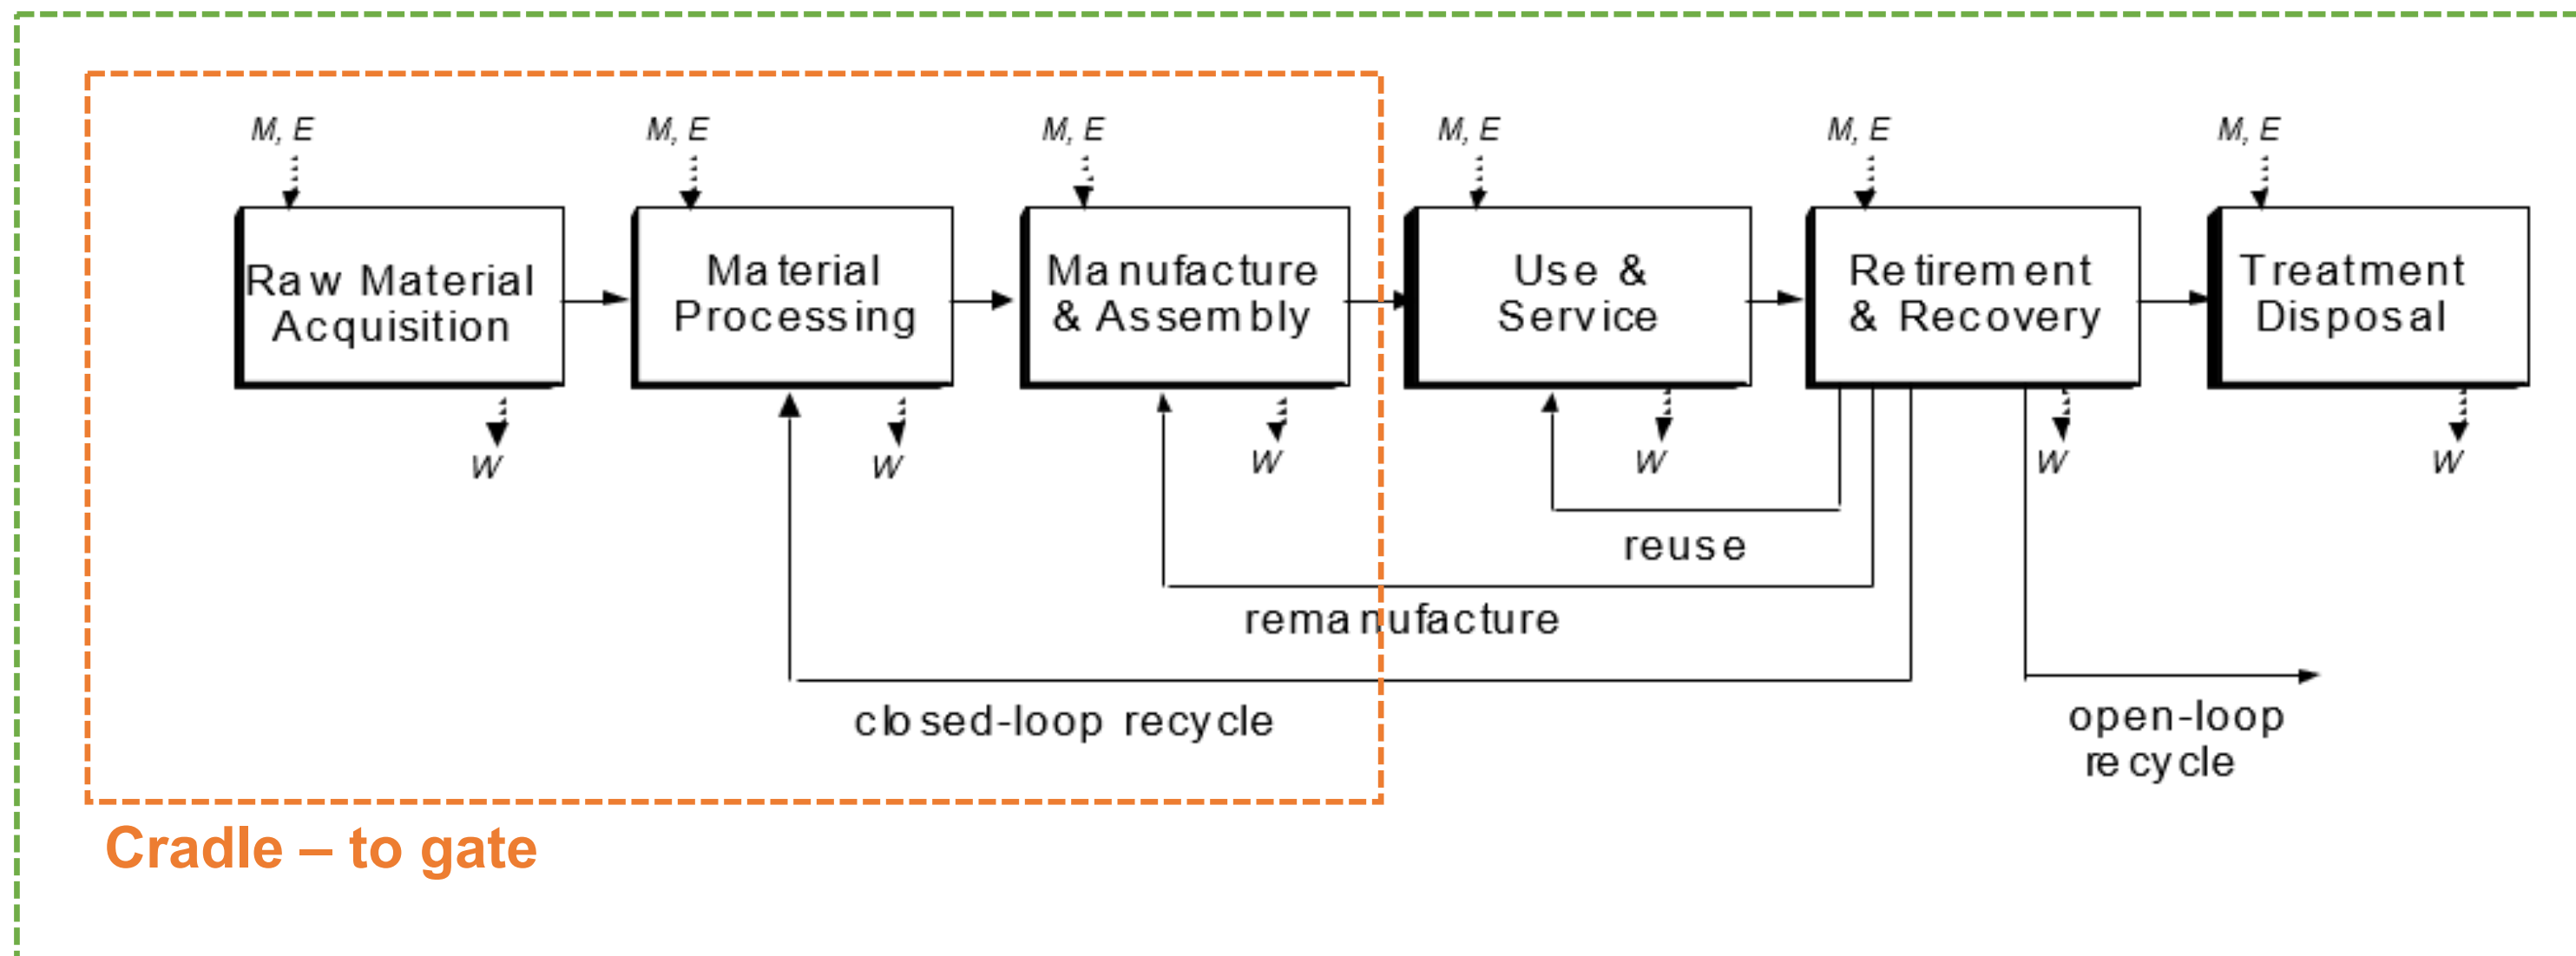 M, E
M, E
M, E
M, E
M, E
M, E
Raw Material
Acquisition
Material
Processing
Manufacture
& Assembly
Use &
Service
Retirement
& Recovery
Treatment
Disposal
W
W
W
W
W
W
reuse
remanufacture
closed-loop recycle
open-loop
recycle
Cradle – to gate